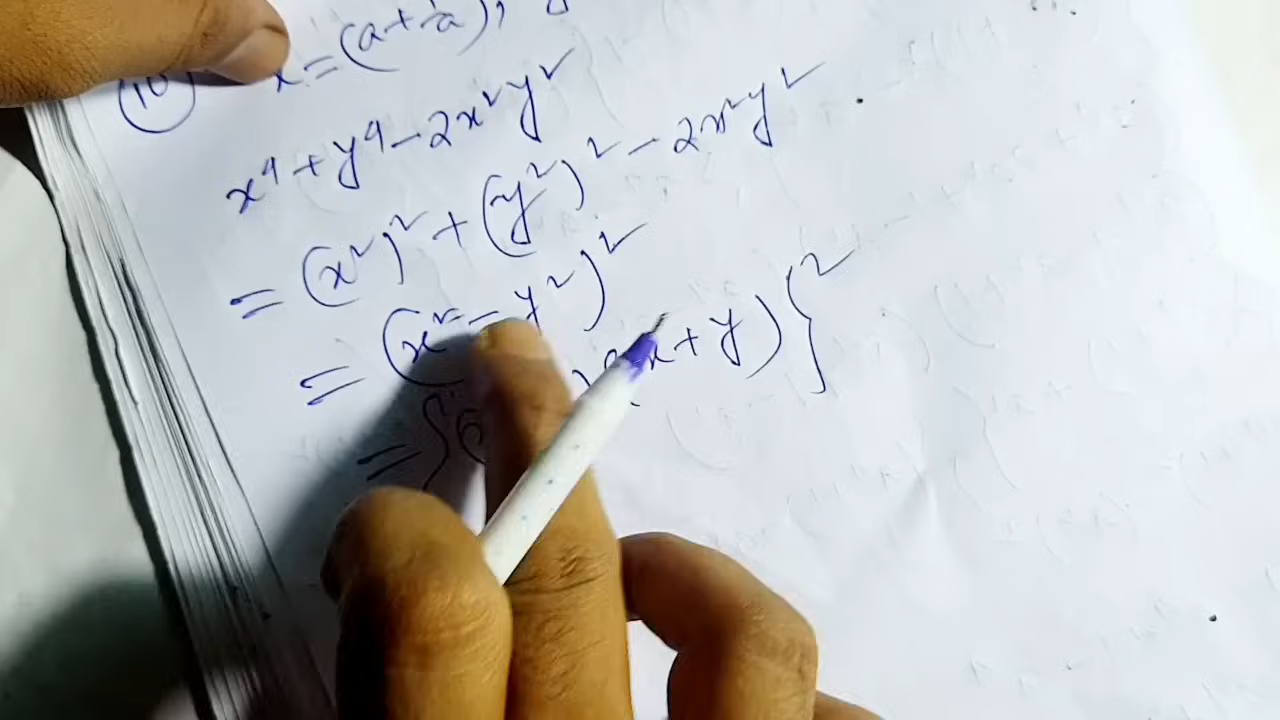 (10) x = (a + 1/a),
x⁴ + y⁴ - 2x²y²
= (x²)² + (y²)² - 2x²y²
= (x² - y²)²
= {( x + y)}²